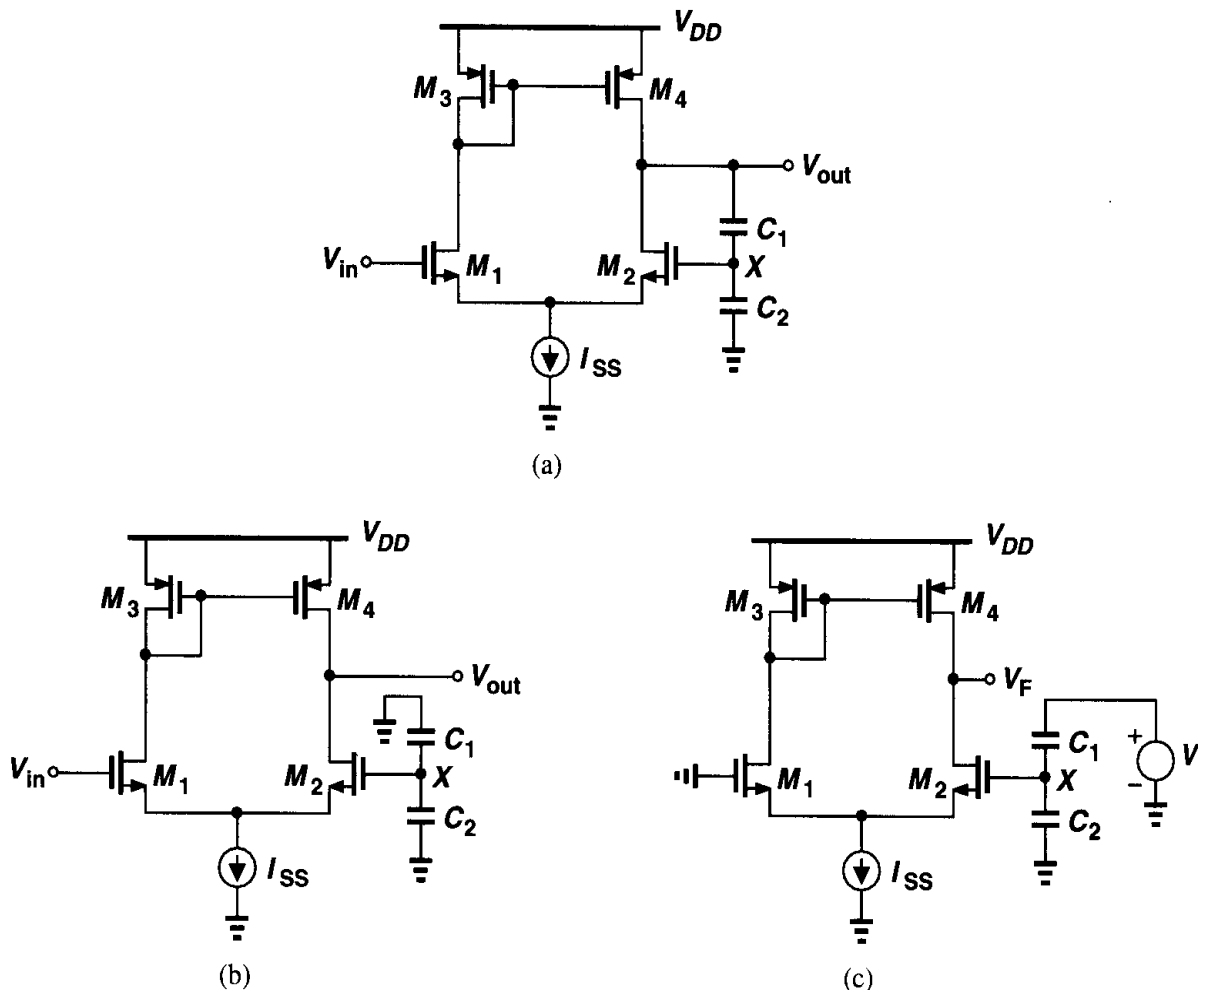 V_DD
M_3
M_4
V_out
C_1
V_in
M_1
M_2
X
C_2
I_SS
(a)
V_DD
M_3
M_4
V_out
C_1
V_in
M_1
M_2
X
C_2
I_SS
(b)
V_DD
M_3
M_4
V_F
C_1
+
V
M_1
M_2
X
−
C_2
I_SS
(c)